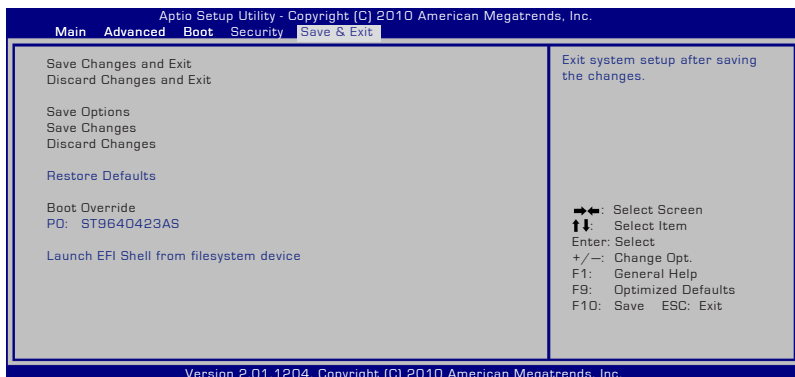 Aptio Setup Utility - Copyright (C) 2010 American Megatrends, Inc.
Main Advanced Boot Security Save & Exit
Save Changes and Exit
Discard Changes and Exit
Save Options
Save Changes
Discard Changes
Restore Defaults
Boot Override
P0: ST9640423AS
Launch EFI Shell from filesystem device
Exit system setup after saving
the changes.
→←: Select Screen
↑↓: Select Item
Enter: Select
+/—: Change Opt.
F1: General Help
F9: Optimized Defaults
F10: Save ESC: Exit
Version 2.01.1204. Copyright (C) 2010 American Megatrends, Inc.